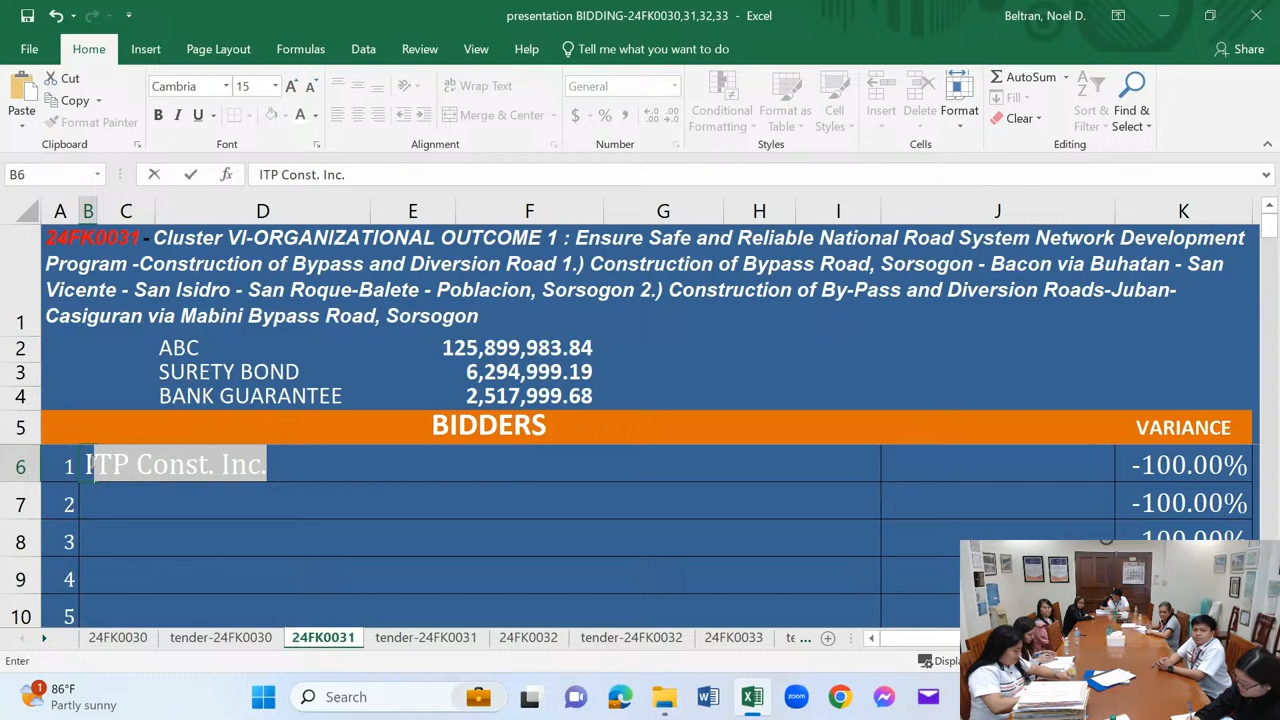 presentation BIDDING-24FK0030,31,32,33 - Excel
Beltran, Noel D.
File Home Insert Page Layout Formulas Data Review View Help Tell me what you want to do Share
Paste
Cut
Copy
Format Painter
Clipboard
Cambria 15
B I U
Font
Wrap Text
Merge & Center
Alignment
General
$ % ,
Number
Conditional Formatting
Format as Table
Cell Styles
Styles
Insert Delete Format
Cells
AutoSum
Fill
Clear
Sort & Filter
Find & Select
Editing
B6 fx ITP Const. Inc.
A B C D E F G H I J K
1 24FK0031 - Cluster VI-ORGANIZATIONAL OUTCOME 1 : Ensure Safe and Reliable National Road System Network Development
Program -Construction of Bypass and Diversion Road 1.) Construction of Bypass Road, Sorsogon - Bacon via Buhatan - San
Vicente - San Isidro - San Roque-Balete - Poblacion, Sorsogon 2.) Construction of By-Pass and Diversion Roads-Juban-
Casiguran via Mabini Bypass Road, Sorsogon
2 ABC 125,899,983.84
3 SURETY BOND 6,294,999.19
4 BANK GUARANTEE 2,517,999.68
5 BIDDERS VARIANCE
6 1 ITP Const. Inc. -100.00%
7 2 -100.00%
8 3 -100.00%
9 4
10 5
24FK0030 tender-24FK0030 24FK0031 tender-24FK0031 24FK0032 tender-24FK0032 24FK0033 te ...
Enter
1
86°F
Partly sunny
Search
zoom